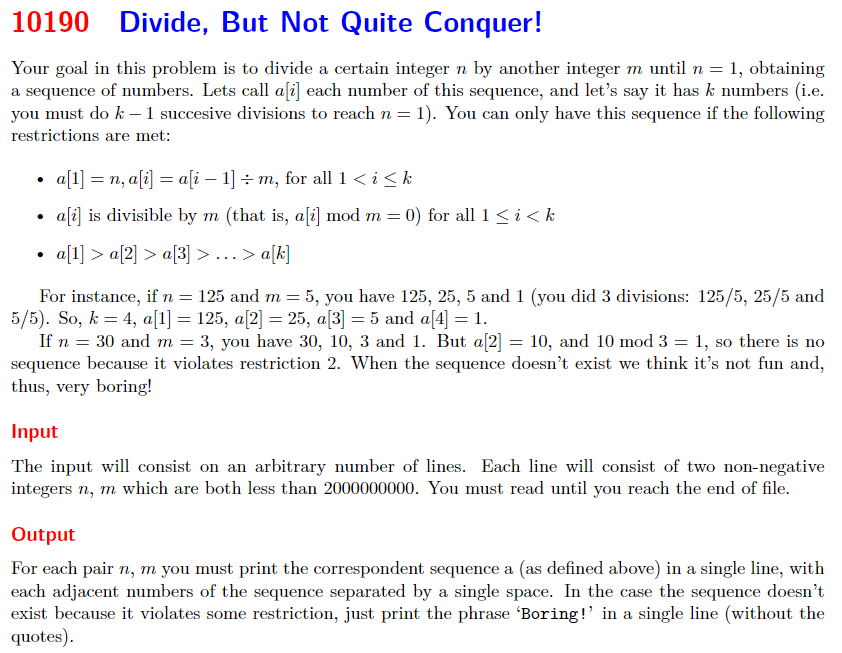 10190 Divide, But Not Quite Conquer!
Your goal in this problem is to divide a certain integer n by another integer m until n = 1, obtaining
a sequence of numbers. Lets call a[i] each number of this sequence, and let's say it has k numbers (i.e.
you must do k − 1 succesive divisions to reach n = 1). You can only have this sequence if the following
restrictions are met:
• a[1] = n, a[i] = a[i − 1] ÷ m, for all 1 < i ≤ k
• a[i] is divisible by m (that is, a[i] mod m = 0) for all 1 ≤ i < k
• a[1] > a[2] > a[3] > ... > a[k]
For instance, if n = 125 and m = 5, you have 125, 25, 5 and 1 (you did 3 divisions: 125/5, 25/5 and
5/5). So, k = 4, a[1] = 125, a[2] = 25, a[3] = 5 and a[4] = 1.
If n = 30 and m = 3, you have 30, 10, 3 and 1. But a[2] = 10, and 10 mod 3 = 1, so there is no
sequence because it violates restriction 2. When the sequence doesn't exist we think it's not fun and,
thus, very boring!
Input
The input will consist on an arbitrary number of lines. Each line will consist of two non-negative
integers n, m which are both less than 2000000000. You must read until you reach the end of file.
Output
For each pair n, m you must print the correspondent sequence a (as defined above) in a single line, with
each adjacent numbers of the sequence separated by a single space. In the case the sequence doesn't
exist because it violates some restriction, just print the phrase ‘Boring!’ in a single line (without the
quotes).